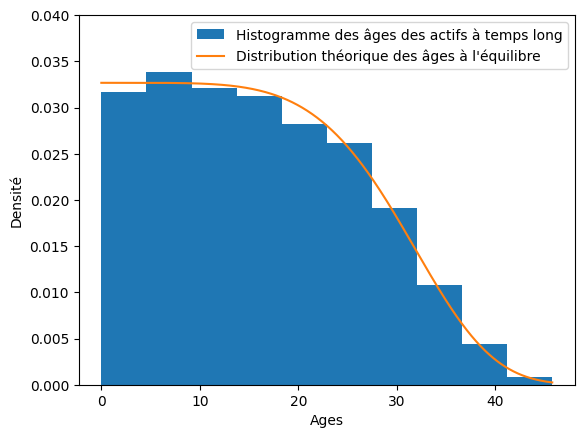 Histogramme des âges des actifs à temps long
Distribution théorique des âges à l'équilibre
0.040
0.035
0.030
0.025
0.020
0.015
0.010
0.005
0.000
Densité
0 10 20 30 40
Ages